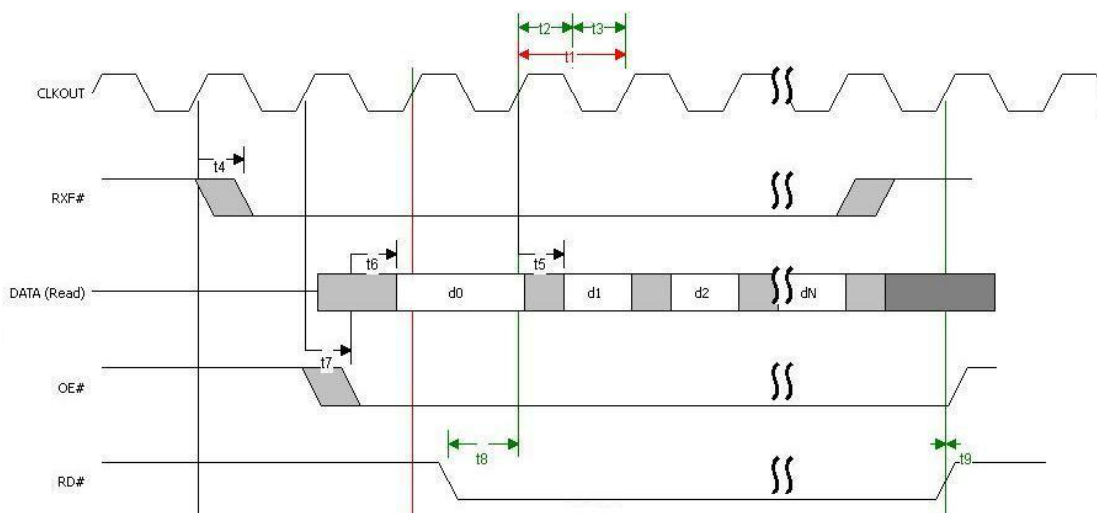 t2 t3
t1
CLKOUT
t4
RXF#
t6 t5
DATA (Read) d0 d1 d2 dN
t7
OE#
t8 t9
RD#